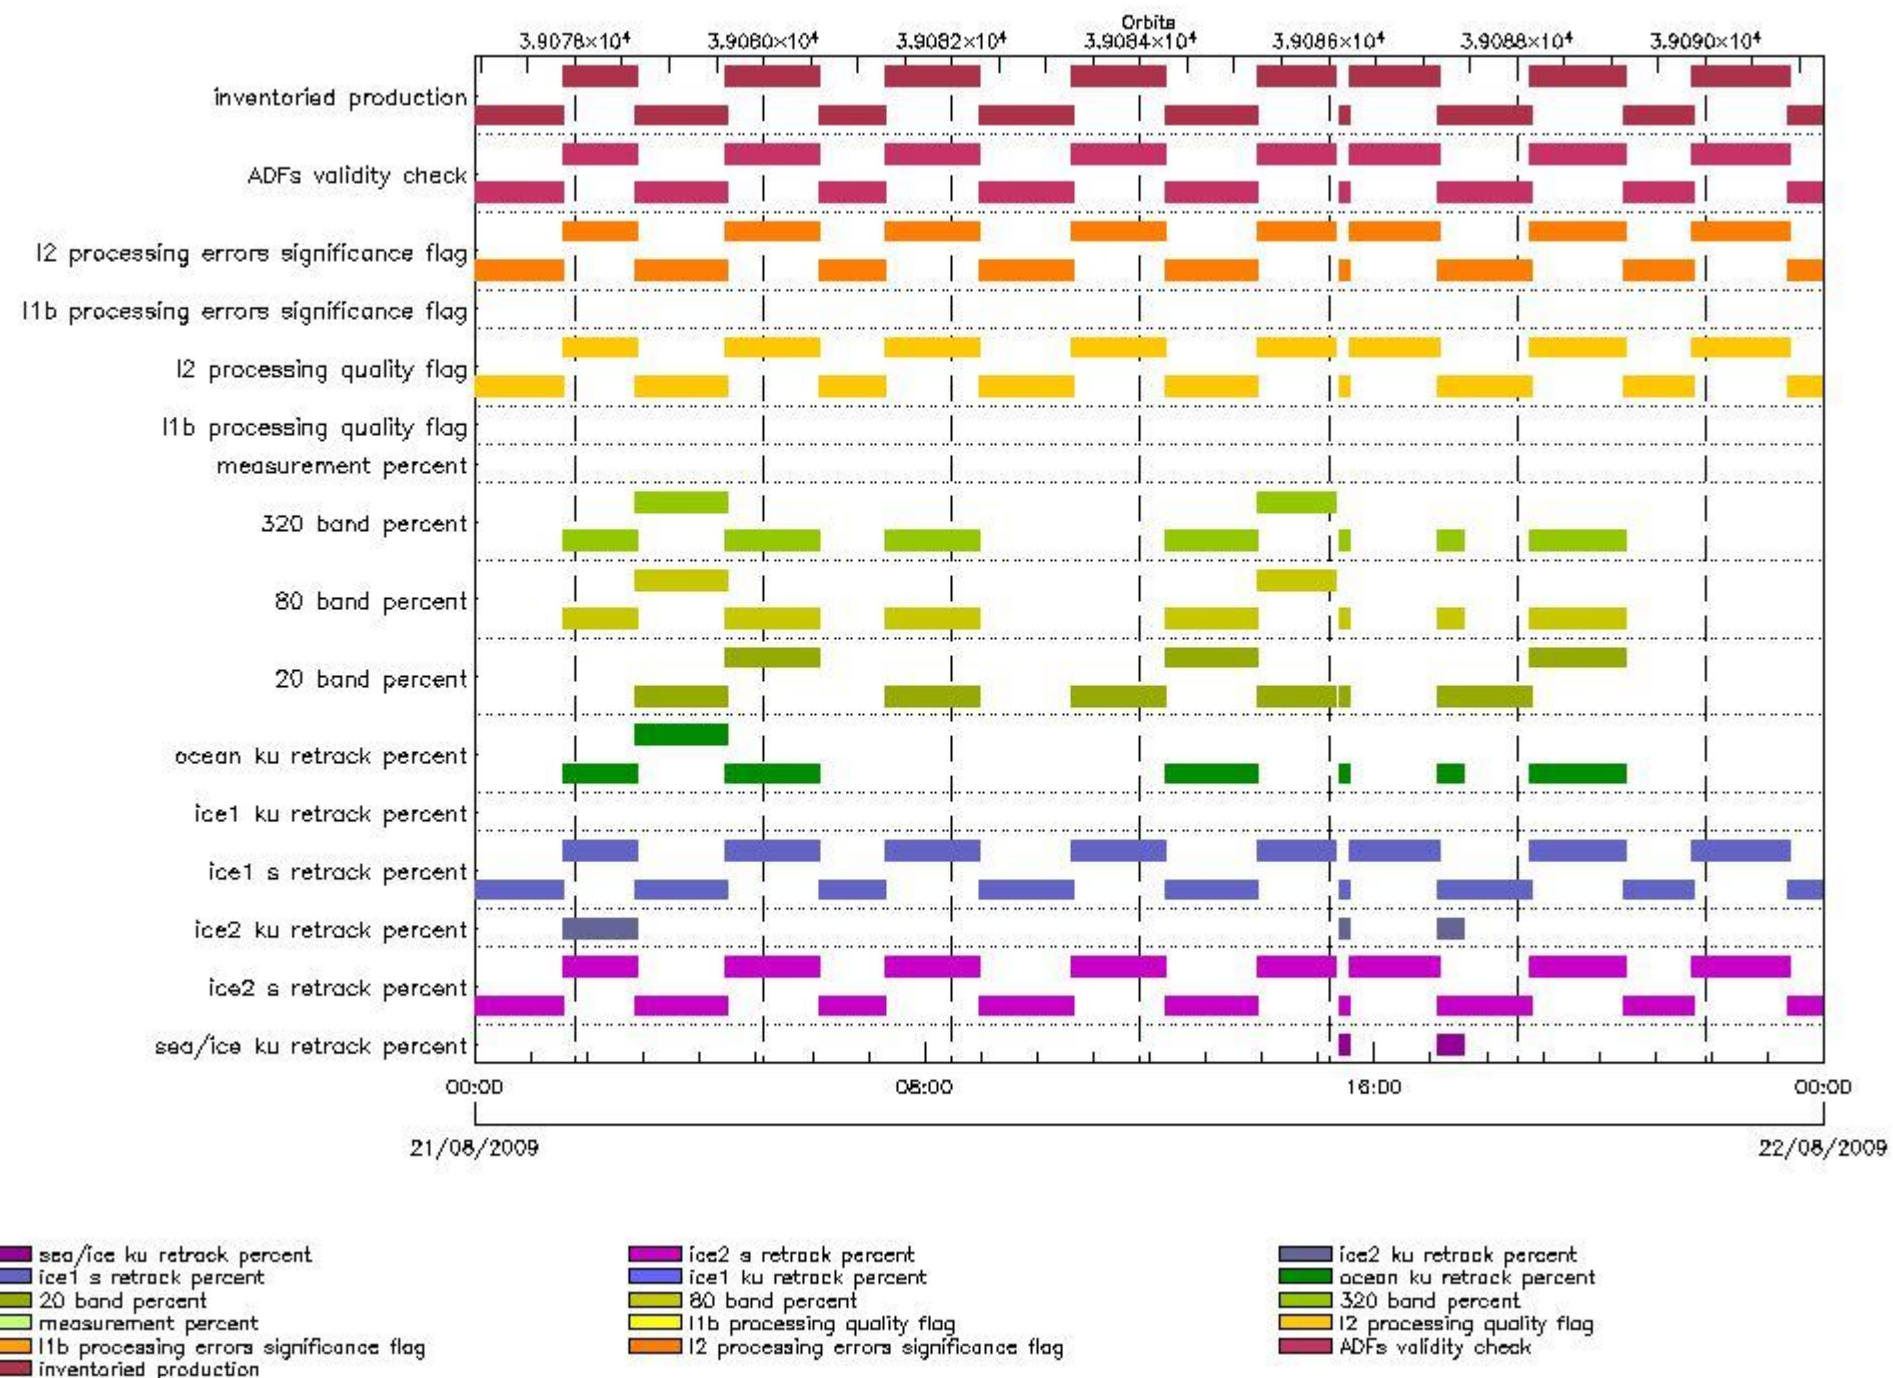 Orbits
3.9078×10⁴ 3.9080×10⁴ 3.9082×10⁴ 3.9084×10⁴ 3.9086×10⁴ 3.9088×10⁴ 3.9090×10⁴
inventoried production
ADFs validity check
l2 processing errors significance flag
l1b processing errors significance flag
l2 processing quality flag
l1b processing quality flag
measurement percent
320 band percent
80 band percent
20 band percent
ocean ku retrack percent
ice1 ku retrack percent
ice1 s retrack percent
ice2 ku retrack percent
ice2 s retrack percent
sea/ice ku retrack percent
00:00 08:00 16:00 00:00
21/08/2009 22/08/2009
sea/ice ku retrack percent ice2 s retrack percent ice2 ku retrack percent
ice1 s retrack percent ice1 ku retrack percent ocean ku retrack percent
20 band percent 80 band percent 320 band percent
measurement percent l1b processing quality flag l2 processing quality flag
l1b processing errors significance flag l2 processing errors significance flag ADFs validity check
inventoried production